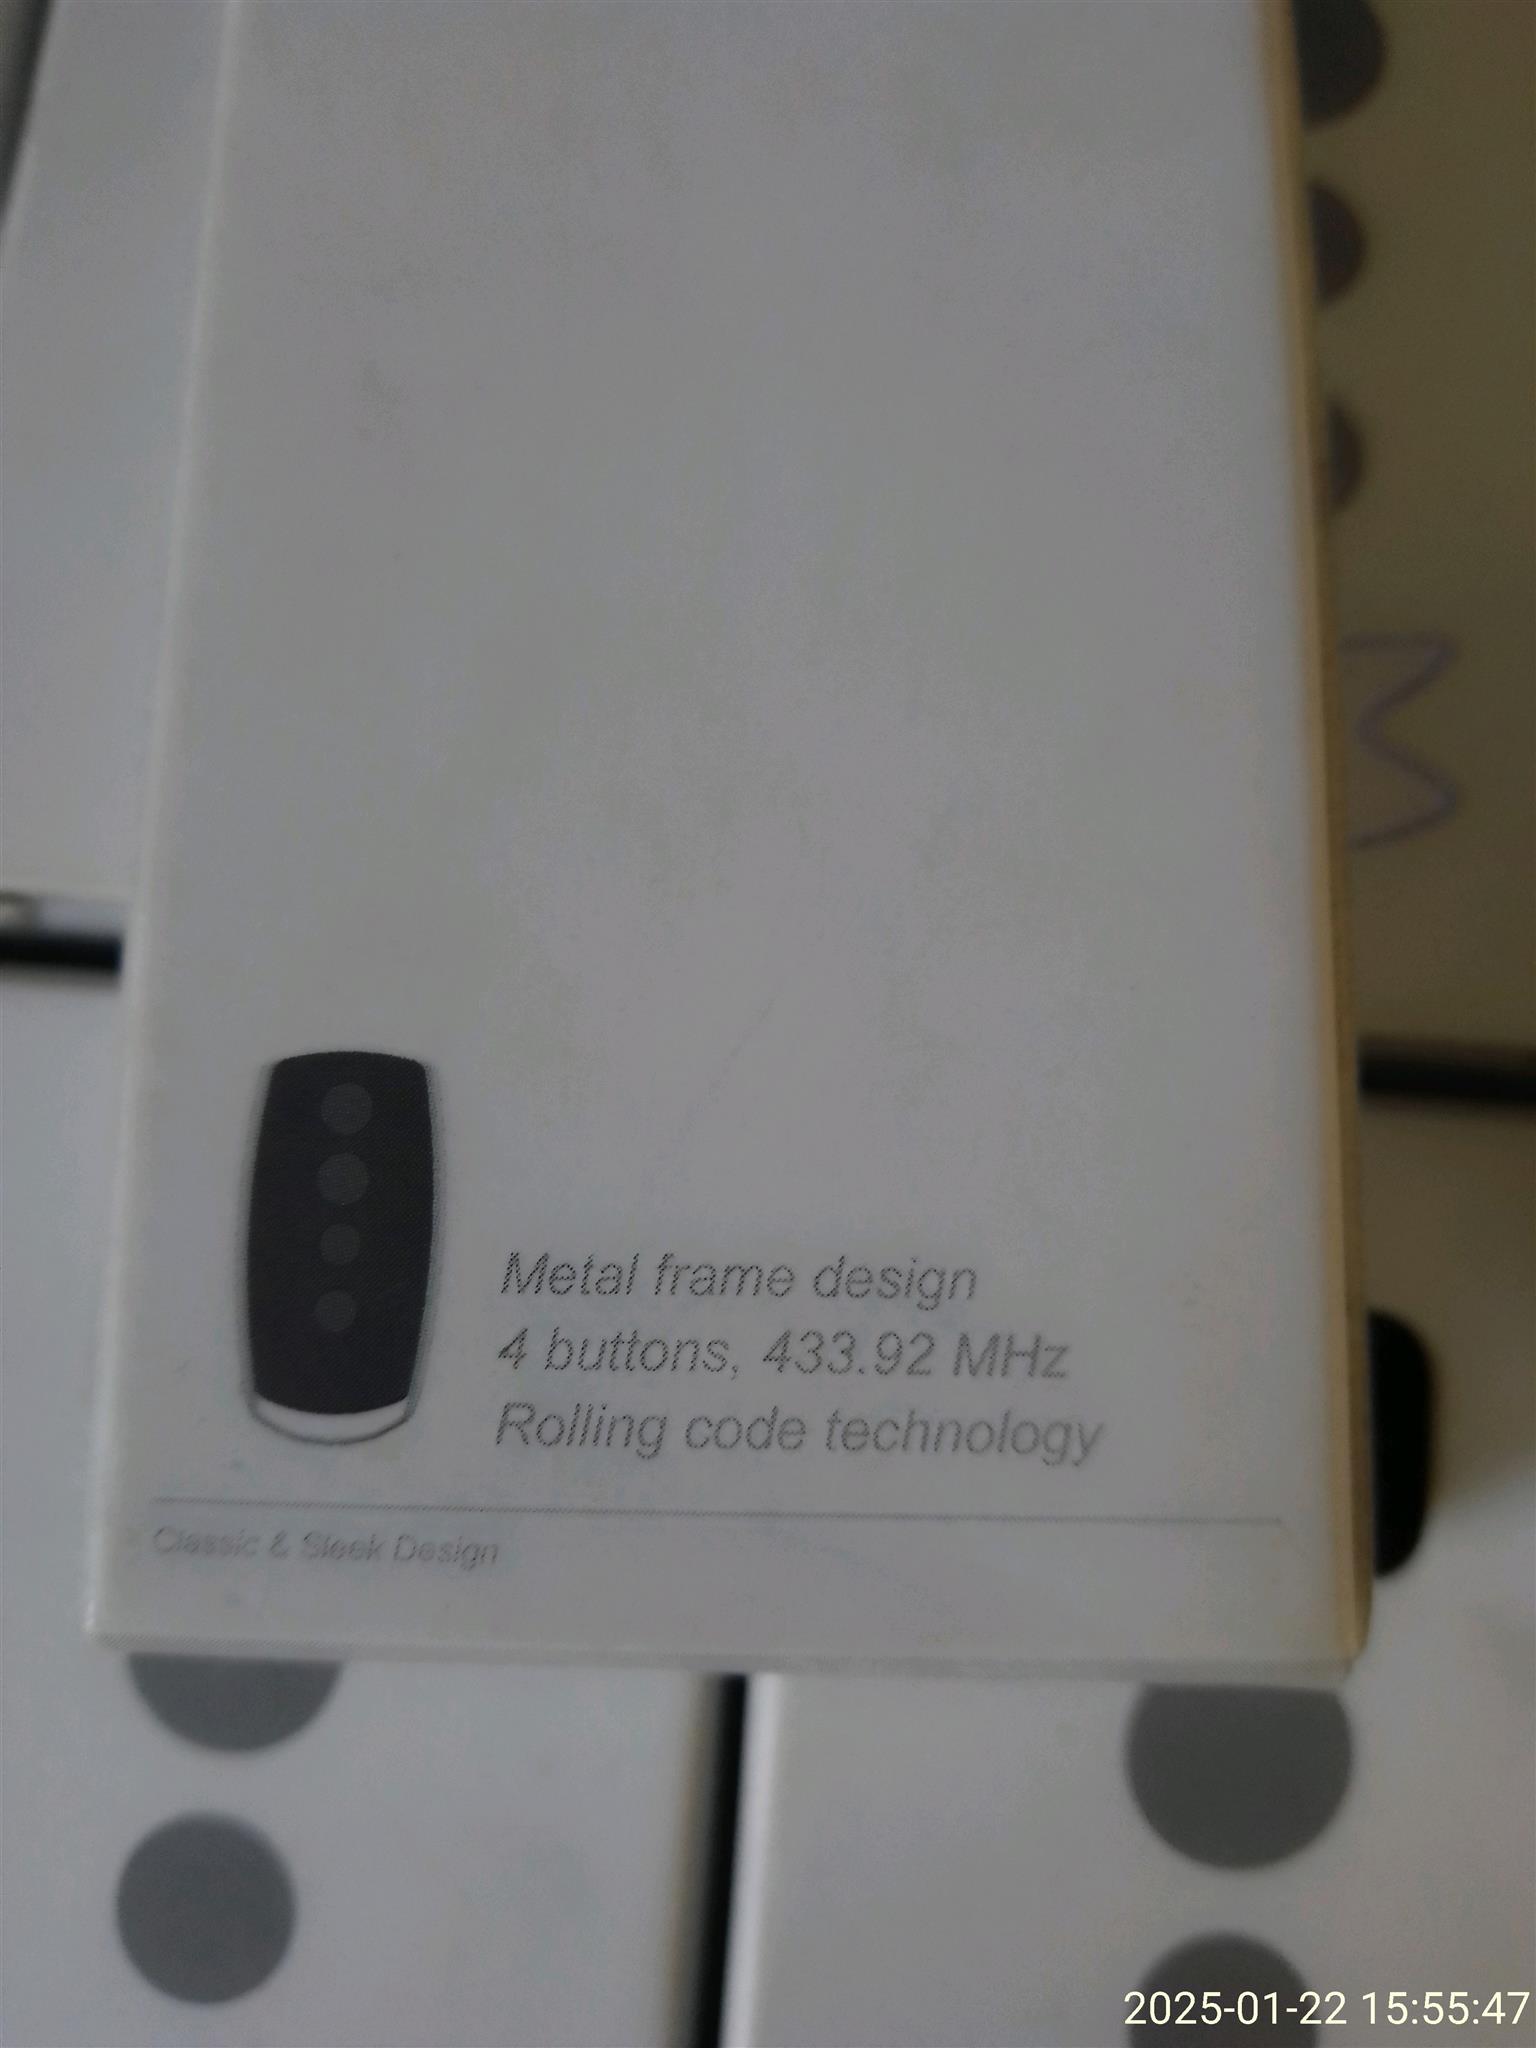 Metal frame design
4 buttons, 433.92 MHz
Rolling code technology
Classic & Sleek Design
2025-01-22 15:55:47